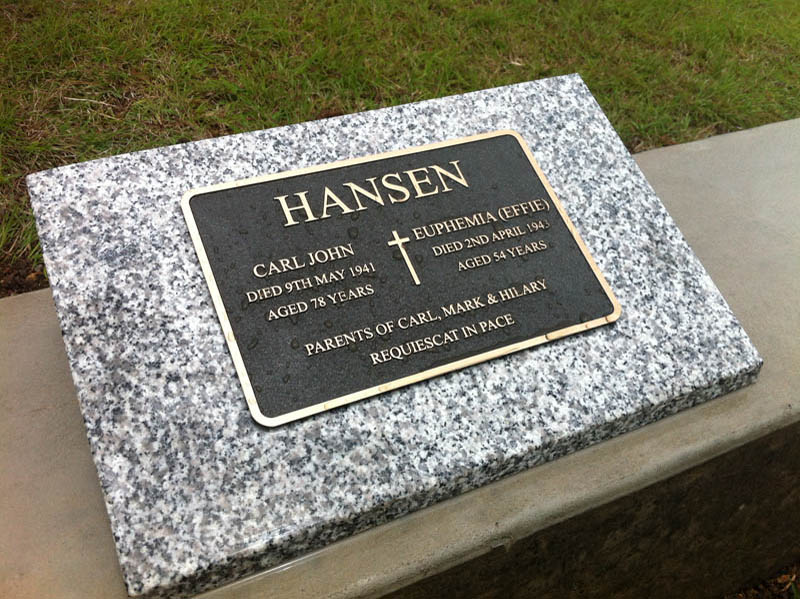 HANSEN
CARL JOHN
DIED 9TH MAY 1941
AGED 78 YEARS
EUPHEMIA (EFFIE)
DIED 2ND APRIL 1943
AGED 54 YEARS
PARENTS OF CARL, MARK & HILARY
REQUIESCAT IN PACE